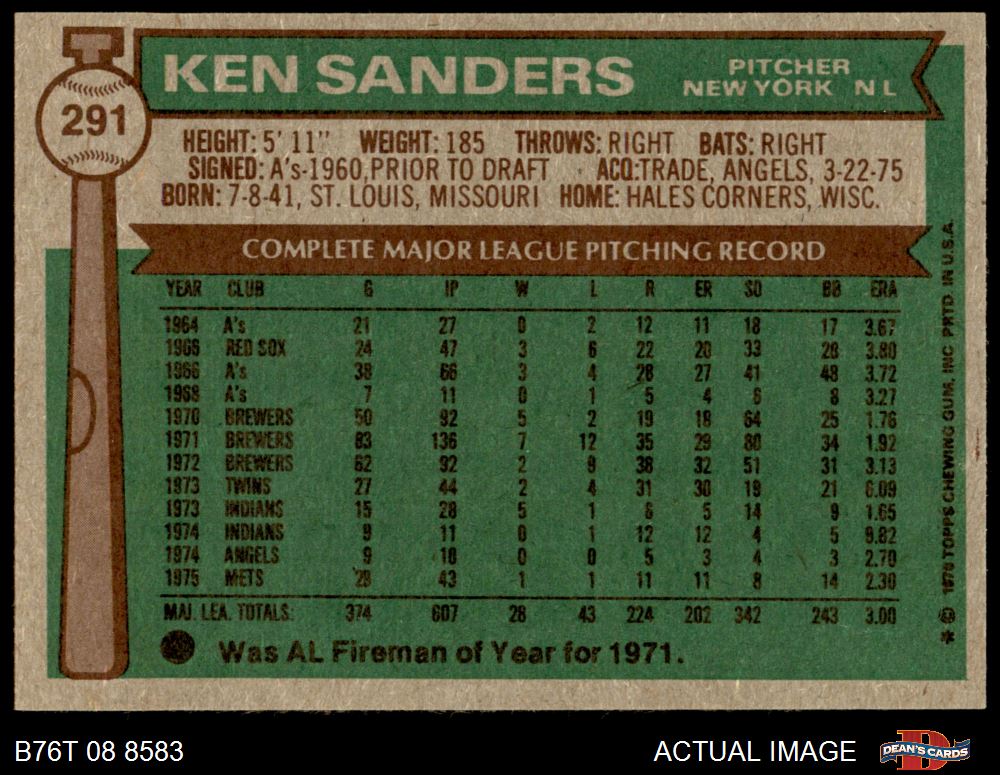 291
KEN SANDERS
PITCHER
NEW YORK N L
HEIGHT: 5' 11" WEIGHT: 185 THROWS: RIGHT BATS: RIGHT
SIGNED: A's-1960, PRIOR TO DRAFT ACQ: TRADE, ANGELS, 3-22-75
BORN: 7-8-41, ST. LOUIS, MISSOURI HOME: HALES CORNERS, WISC.
COMPLETE MAJOR LEAGUE PITCHING RECORD
YEAR CLUB G IP W L R ER SO BB ERA
1964 A's 21 27 0 2 12 11 18 17 3.67
1966 RED SOX 24 47 3 6 22 20 33 28 3.80
1966 A's 38 66 3 4 28 27 41 48 3.72
1968 A's 7 11 0 1 5 4 6 8 3.27
1970 BREWERS 50 92 5 2 19 18 64 25 1.76
1971 BREWERS 83 136 7 12 35 29 80 34 1.92
1972 BREWERS 62 92 2 9 38 32 51 31 3.13
1973 TWINS 27 44 2 4 31 30 19 21 6.09
1973 INDIANS 15 28 5 1 6 5 14 9 1.65
1974 INDIANS 9 11 0 1 12 12 4 5 9.82
1974 ANGELS 9 10 0 0 5 3 4 3 2.70
1975 METS 29 43 1 1 11 11 8 14 2.30
MAJ. LEA. TOTALS: 374 607 28 43 224 202 342 243 3.00
Was AL Fireman of Year for 1971.
* © 1976 TOPPS CHEWING GUM, INC PRTD IN U.S.A.
B76T 08 8583
ACTUAL IMAGE
DEAN'S CARDS